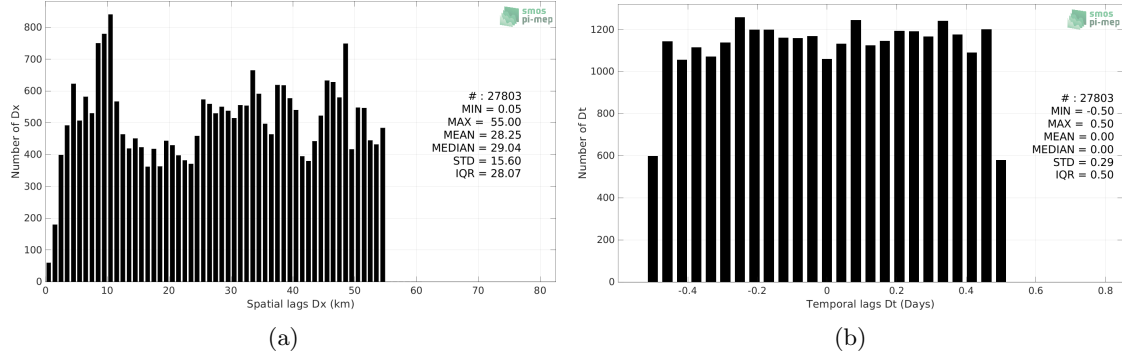 smos
pi-mep
800
700
600
500
400
300
200
100
0
Number of Dx
# : 27803
MIN = 0.05
MAX = 55.00
MEAN = 28.25
MEDIAN = 29.04
STD = 15.60
IQR = 28.07
0 10 20 30 40 50 60 70 80
Spatial lags Dx (km)
(a)
smos
pi-mep
1200
1000
800
600
400
200
0
Number of Dt
# : 27803
MIN = -0.50
MAX = 0.50
MEAN = 0.00
MEDIAN = 0.00
STD = 0.29
IQR = 0.50
-0.4 -0.2 0 0.2 0.4 0.6 0.8
Temporal lags Dt (Days)
(b)